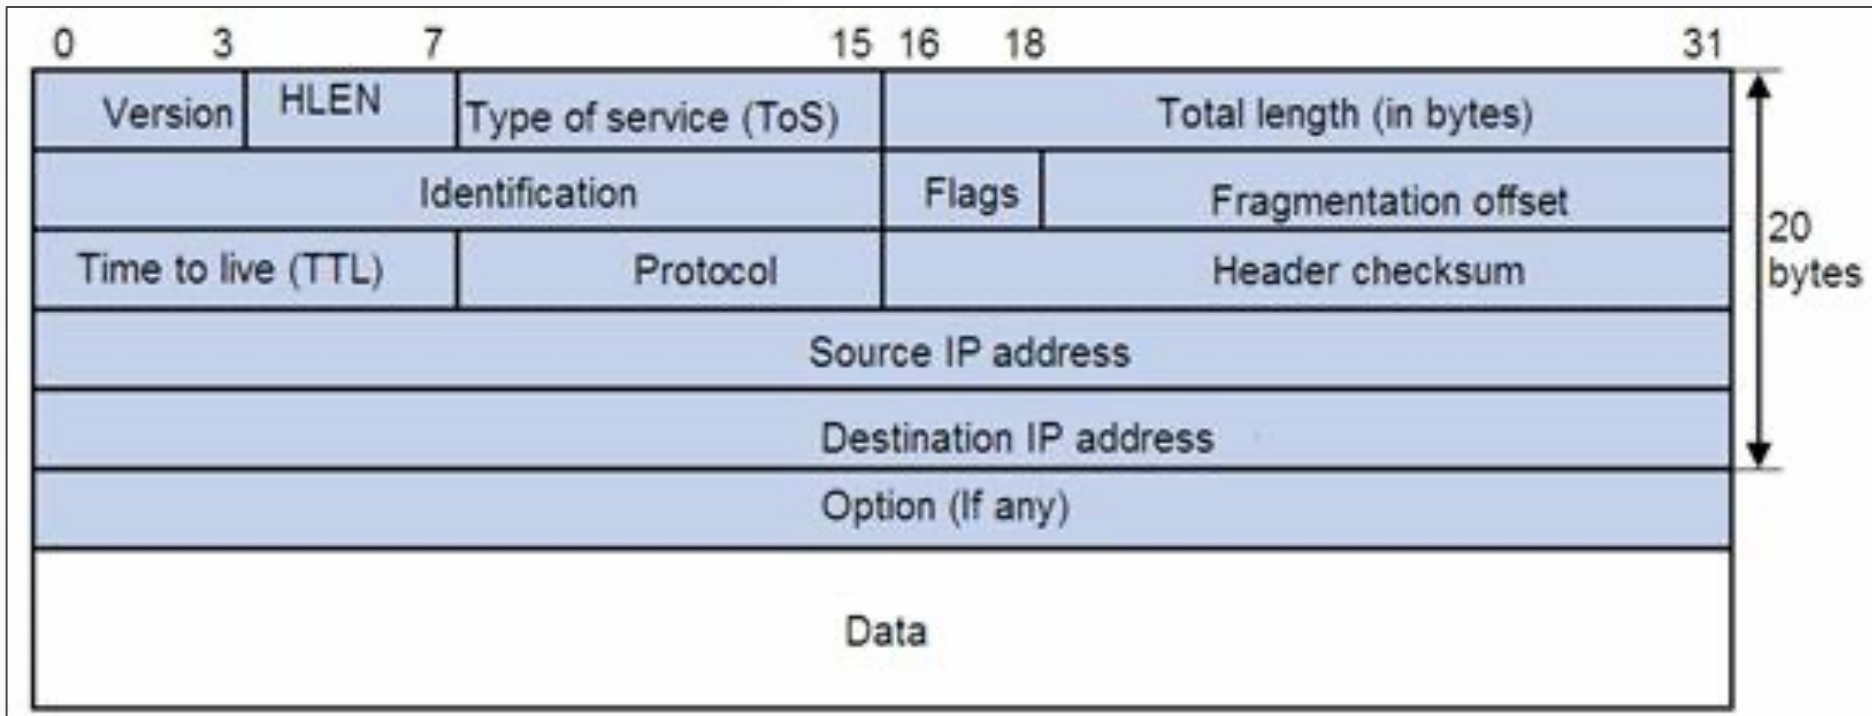 0 3 7 15 16 18 31
Version HLEN Type of service (ToS) Total length (in bytes)
Identification Flags Fragmentation offset
20
Time to live (TTL) Protocol Header checksum
bytes
Source IP address
Destination IP address
Option (If any)
Data